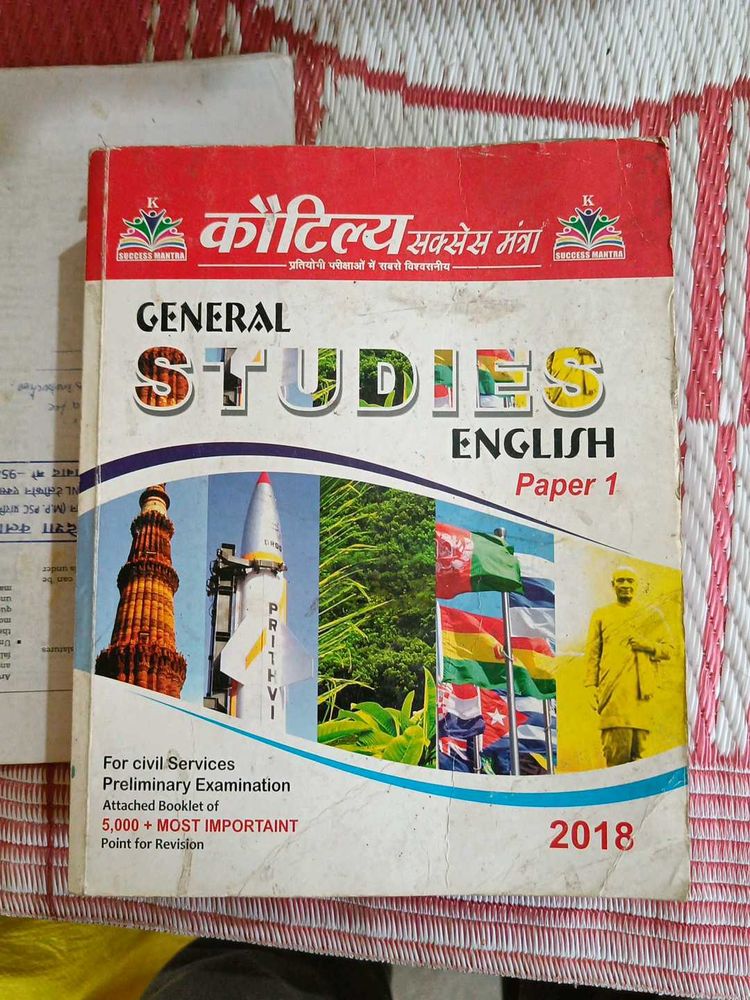 K
SUCCESS MANTRA
कौटिल्य सक्सेस मंत्रा
प्रतियोगी परीक्षाओं में सबसे विश्वसनीय
K
SUCCESS MANTRA
GENERAL
STUDIES
ENGLISH
Paper 1
PRITHVI
For civil Services
Preliminary Examination
Attached Booklet of
5,000 + MOST IMPORTAINT
Point for Revision
2018